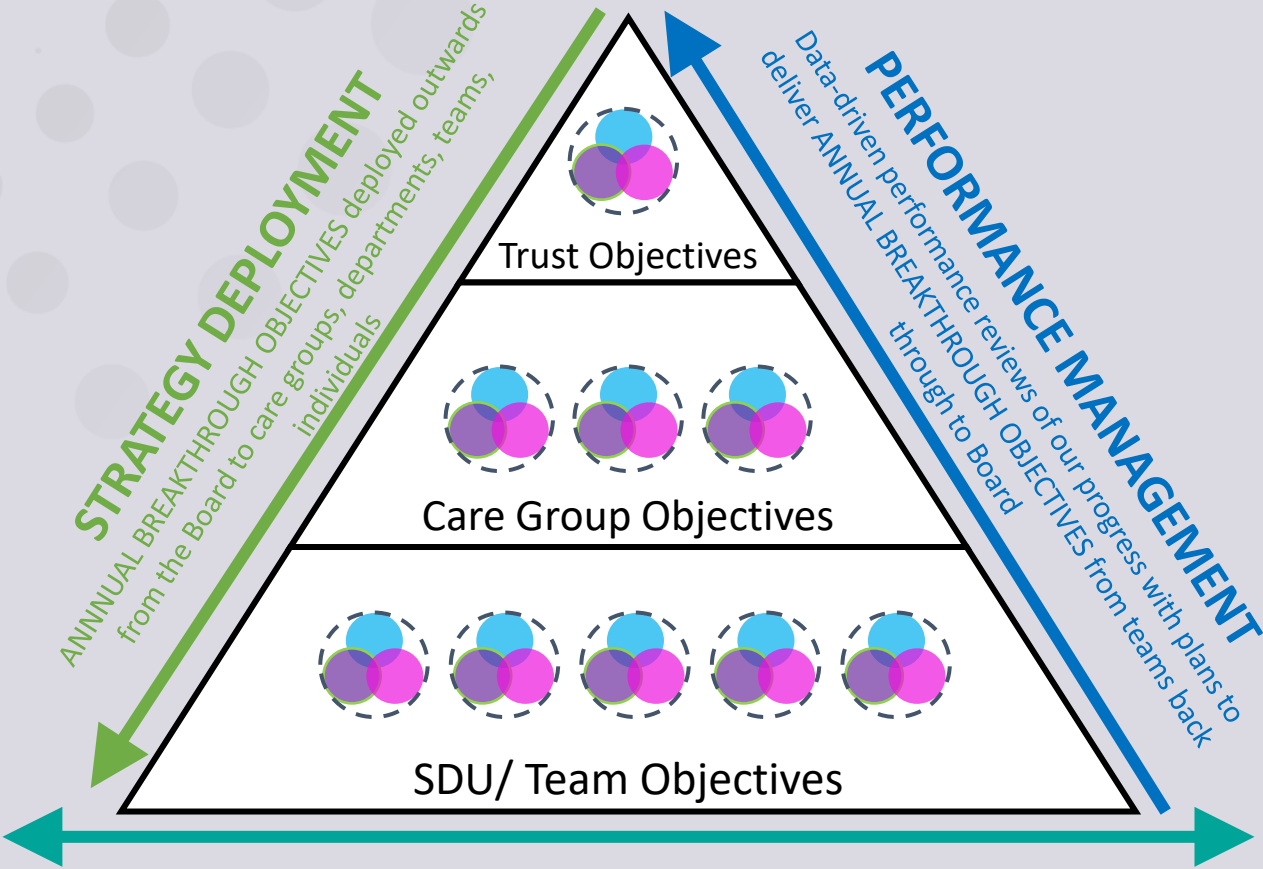 STRATEGY DEPLOYMENT
ANNNUAL BREAKTHROUGH OBJECTIVES deployed outwards
from the Board to care groups, departments, teams,
individuals
PERFORMANCE MANAGEMENT
Data-driven performance reviews of our progress with plans to
deliver ANNUAL BREAKTHROUGH OBJECTIVES from teams back
through to Board
Trust Objectives
Care Group Objectives
SDU/ Team Objectives